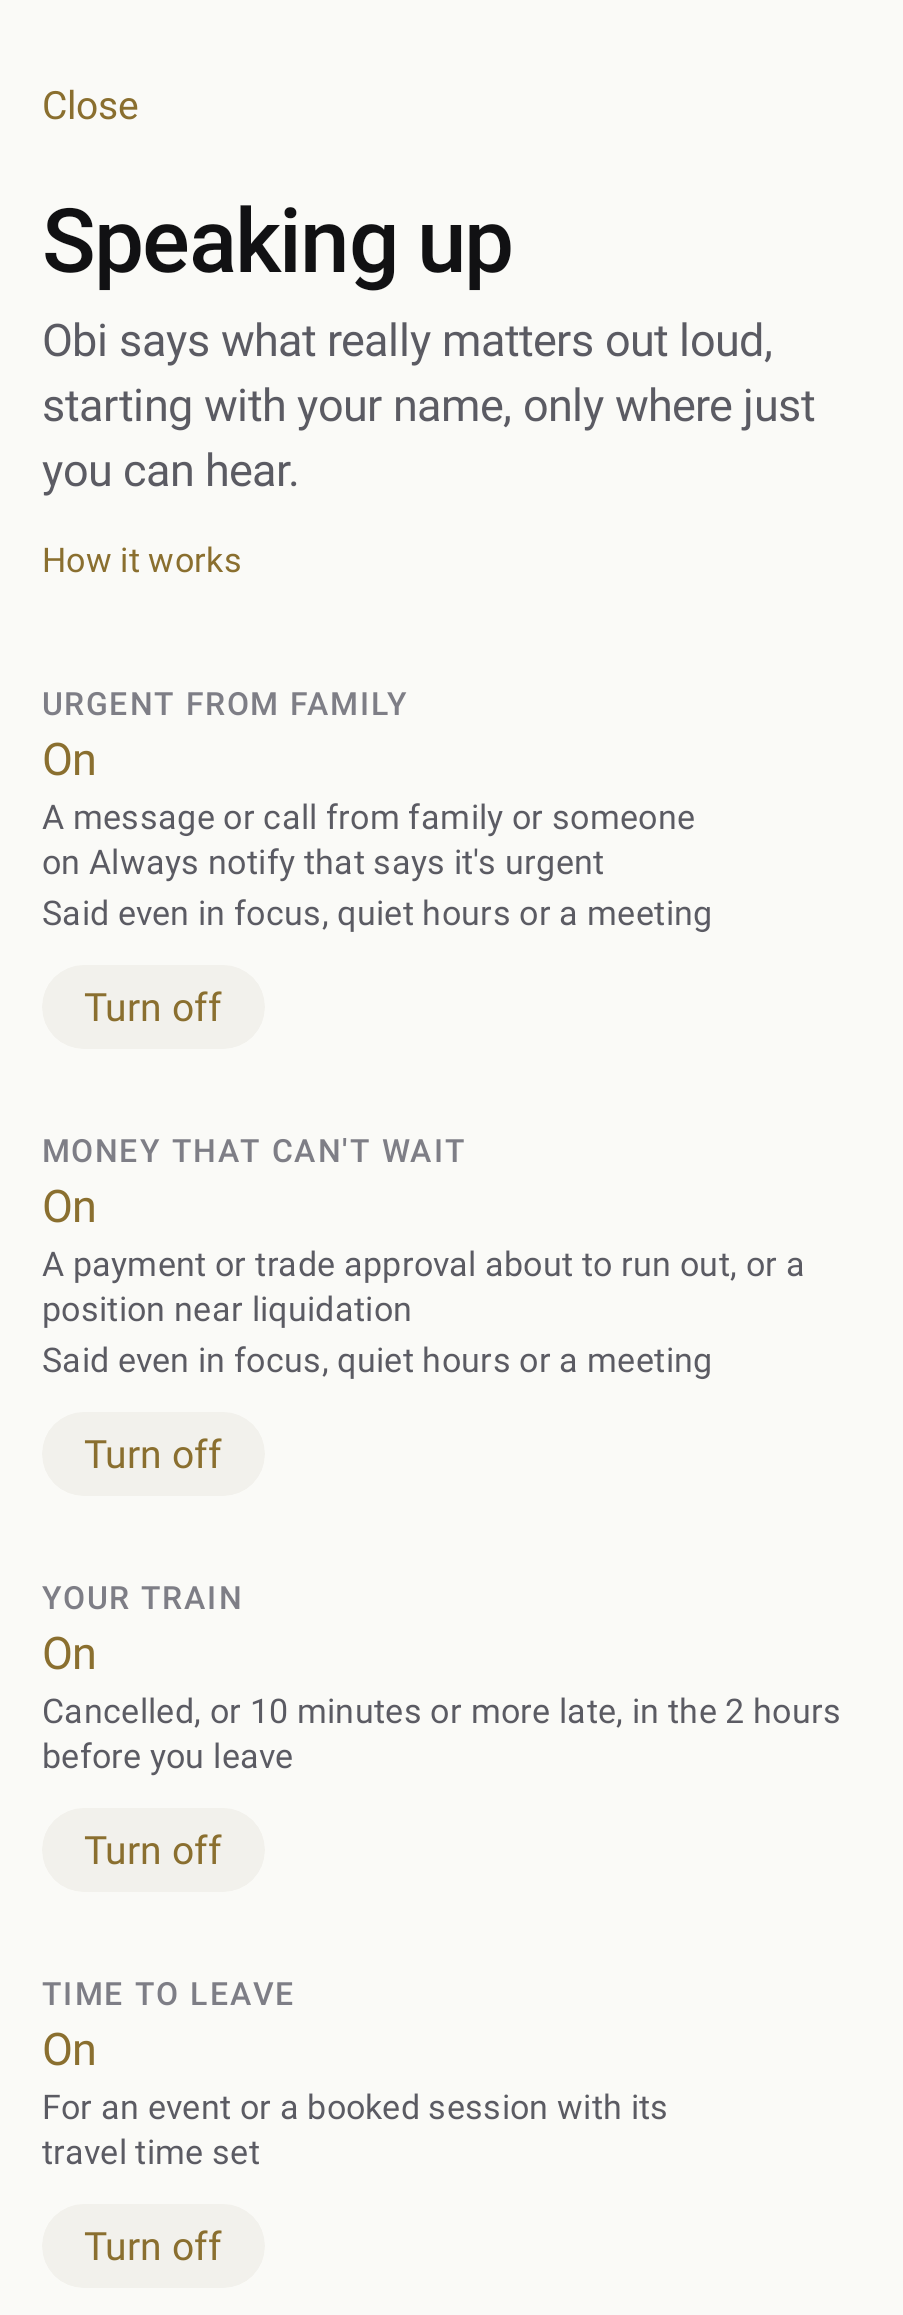 Close
Speaking up
Obi says what really matters out loud,
starting with your name, only where just
you can hear.
How it works
URGENT FROM FAMILY
On
A message or call from family or someone
on Always notify that says it's urgent
Said even in focus, quiet hours or a meeting
Turn off
MONEY THAT CAN'T WAIT
On
A payment or trade approval about to run out, or a
position near liquidation
Said even in focus, quiet hours or a meeting
Turn off
YOUR TRAIN
On
Cancelled, or 10 minutes or more late, in the 2 hours
before you leave
Turn off
TIME TO LEAVE
On
For an event or a booked session with its
travel time set
Turn off